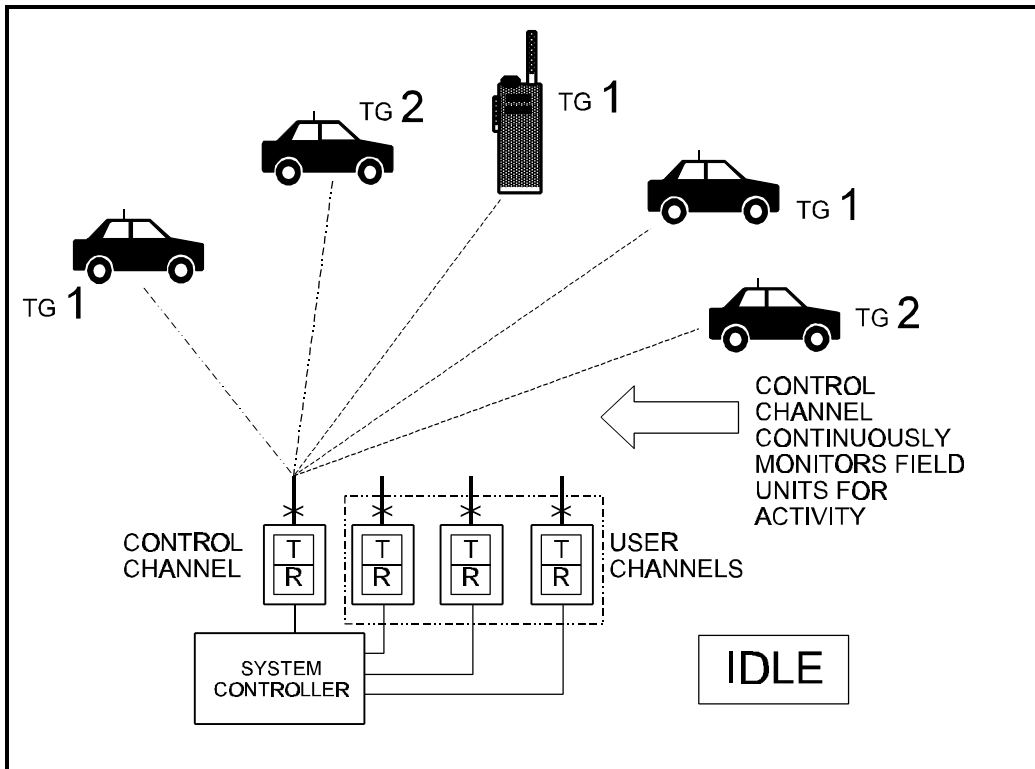 TG 2
TG 1
TG 1
TG 1
TG 2
CONTROL
CHANNEL
CONTINUOUSLY
MONITORS FIELD
UNITS FOR
ACTIVITY
CONTROL
CHANNEL
T
R
T
R
T
R
T
R
USER
CHANNELS
SYSTEM
CONTROLLER
IDLE